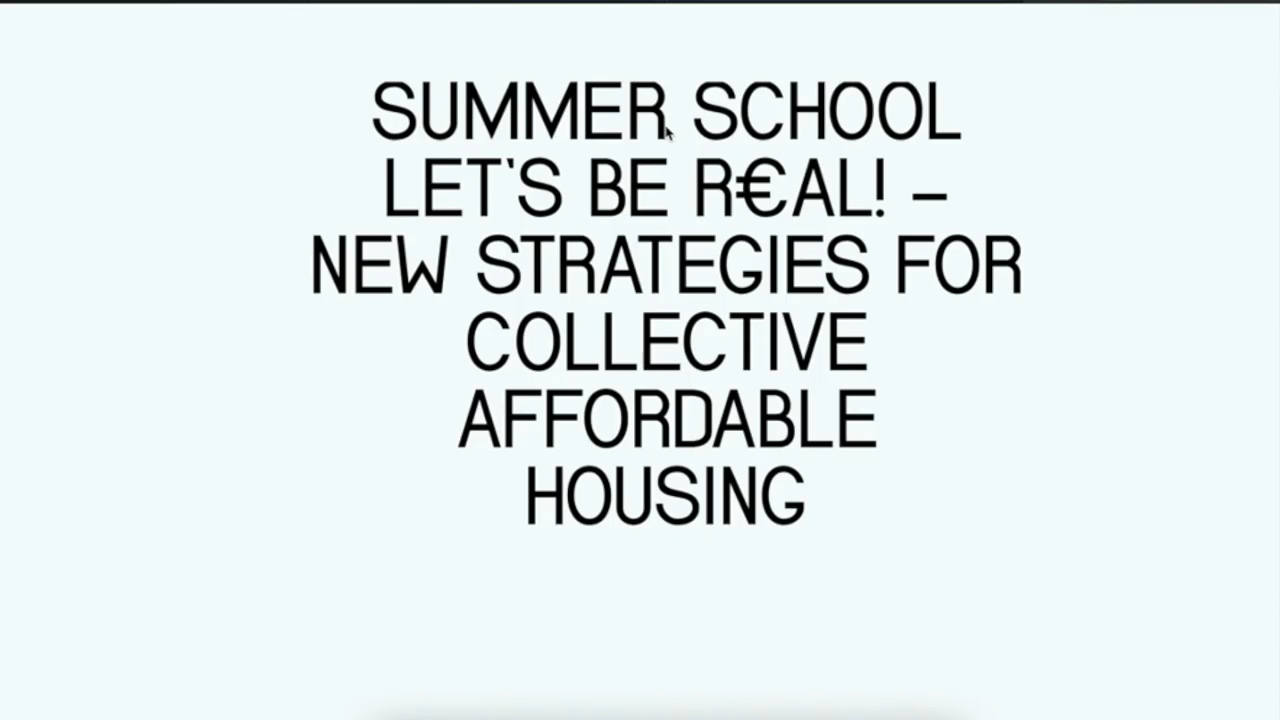 SUMMER SCHOOL
LET'S BE R€AL! –
NEW STRATEGIES FOR
COLLECTIVE
AFFORDABLE
HOUSING